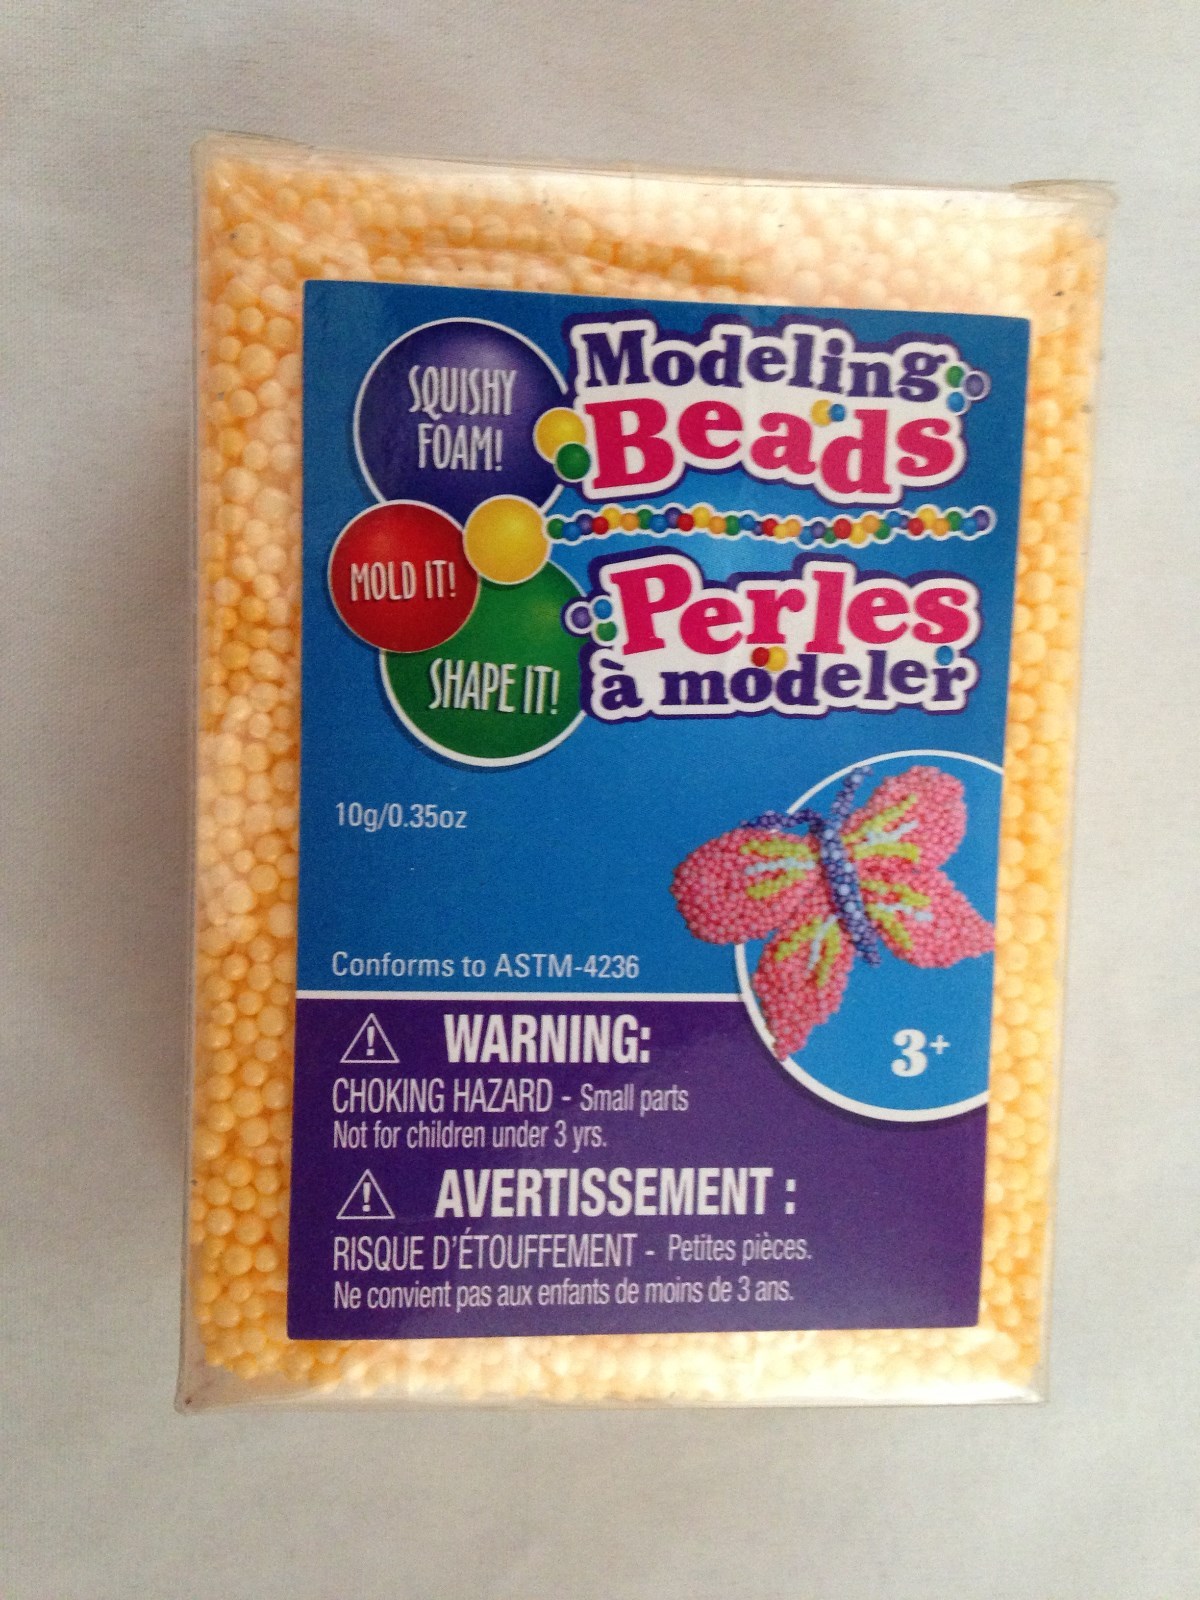 SQUISHY
FOAM!
MOLD IT!
SHAPE IT!
Modeling
Beads
Perles
à modeler
10g/0.35oz
Conforms to ASTM-4236
3+
WARNING:
CHOKING HAZARD - Small parts
Not for children under 3 yrs.
AVERTISSEMENT :
RISQUE D'ÉTOUFFEMENT - Petites pièces.
Ne convient pas aux enfants de moins de 3 ans.